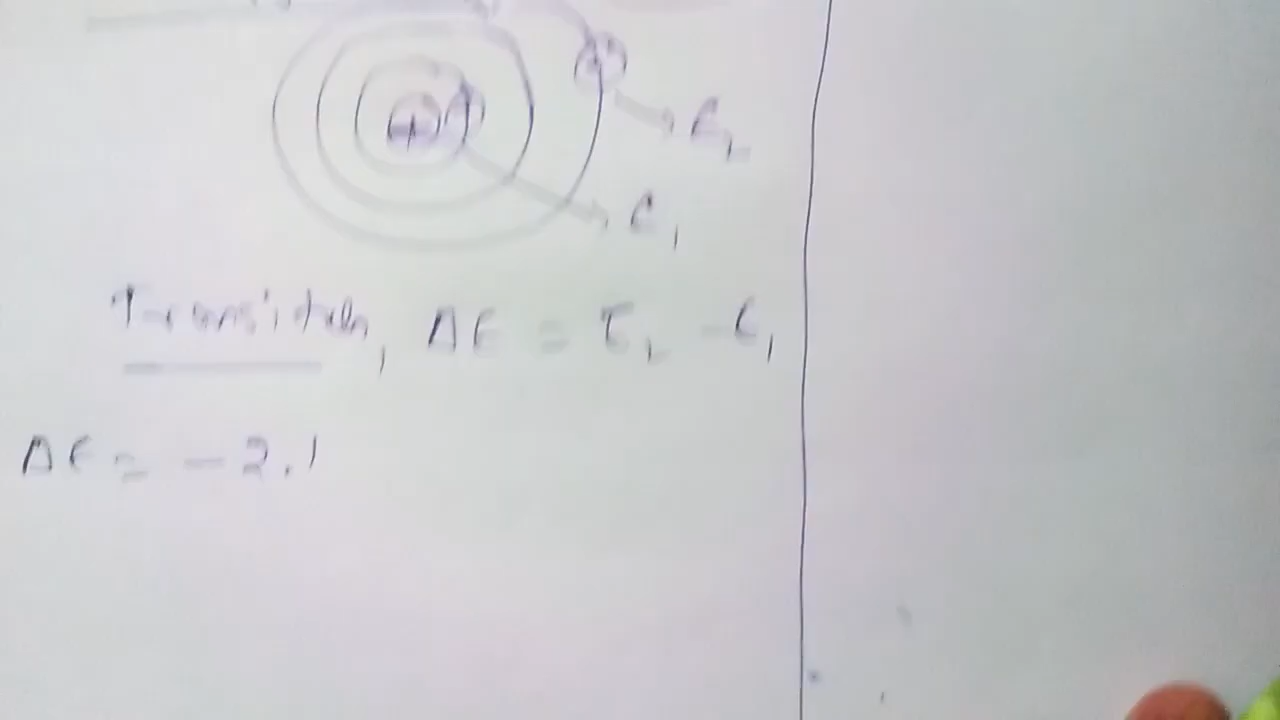 +
E₂
E₁
Transition, ΔE = E₂ - E₁
ΔE = - 2.1